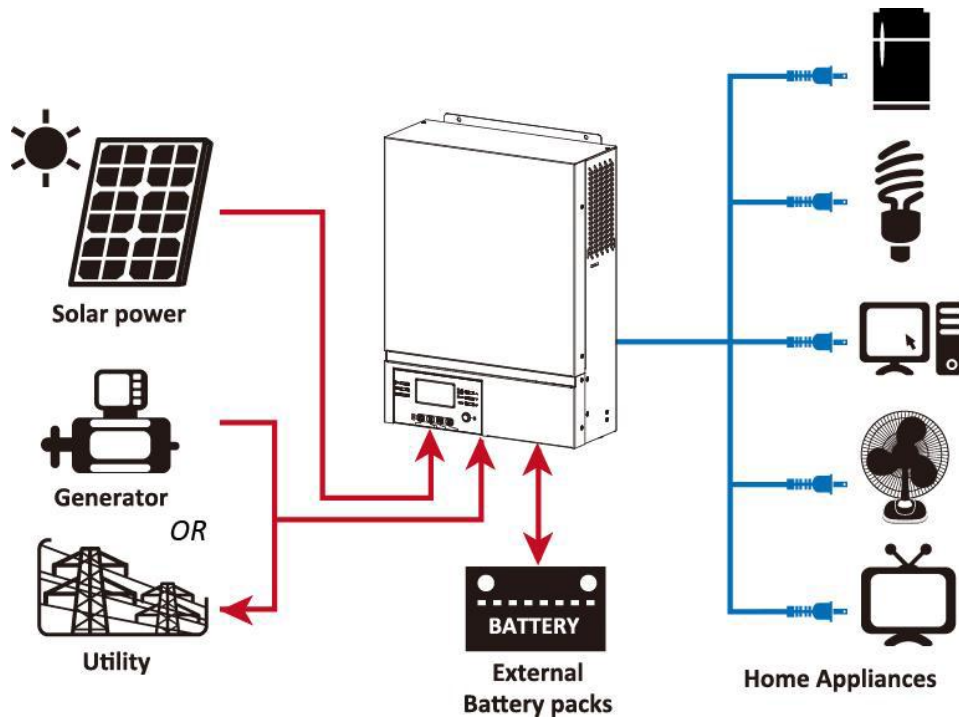 Solar power
Generator
OR
Utility
BATTERY
External
Battery packs
Home Appliances